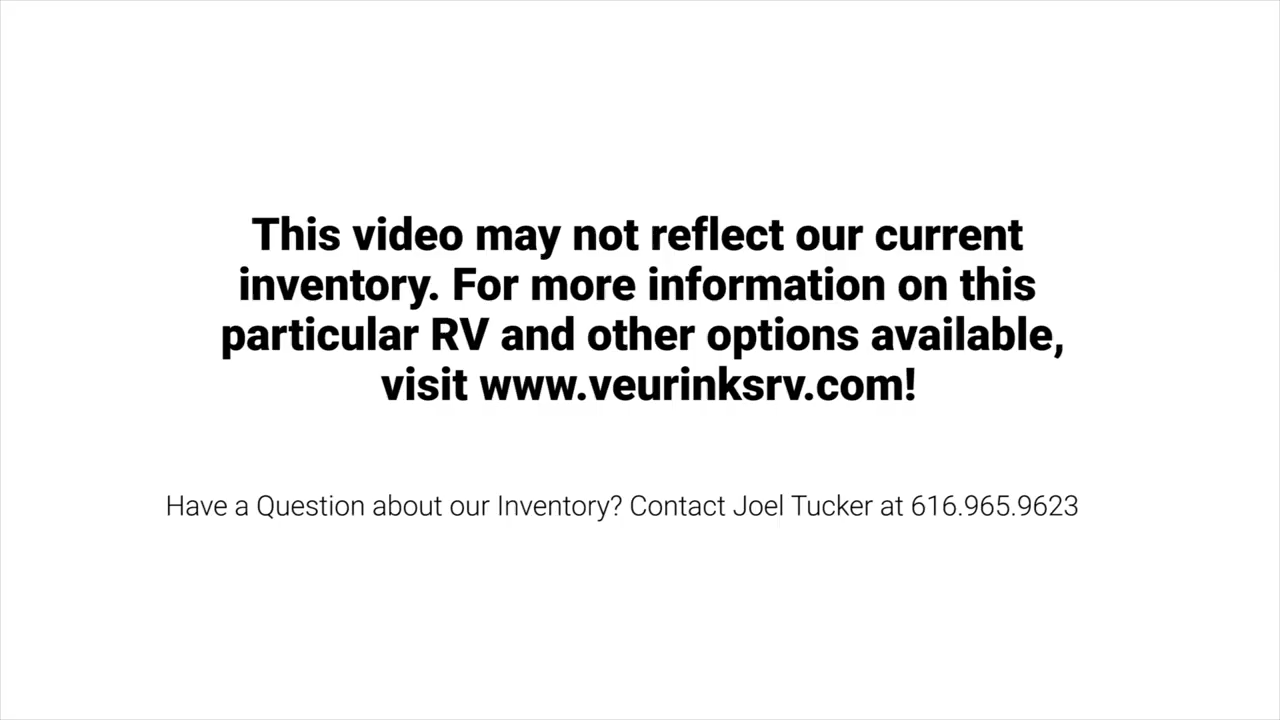 This video may not reflect our current
inventory. For more information on this
particular RV and other options available,
visit www.veurinksrv.com!
Have a Question about our Inventory? Contact Joel Tucker at 616.965.9623